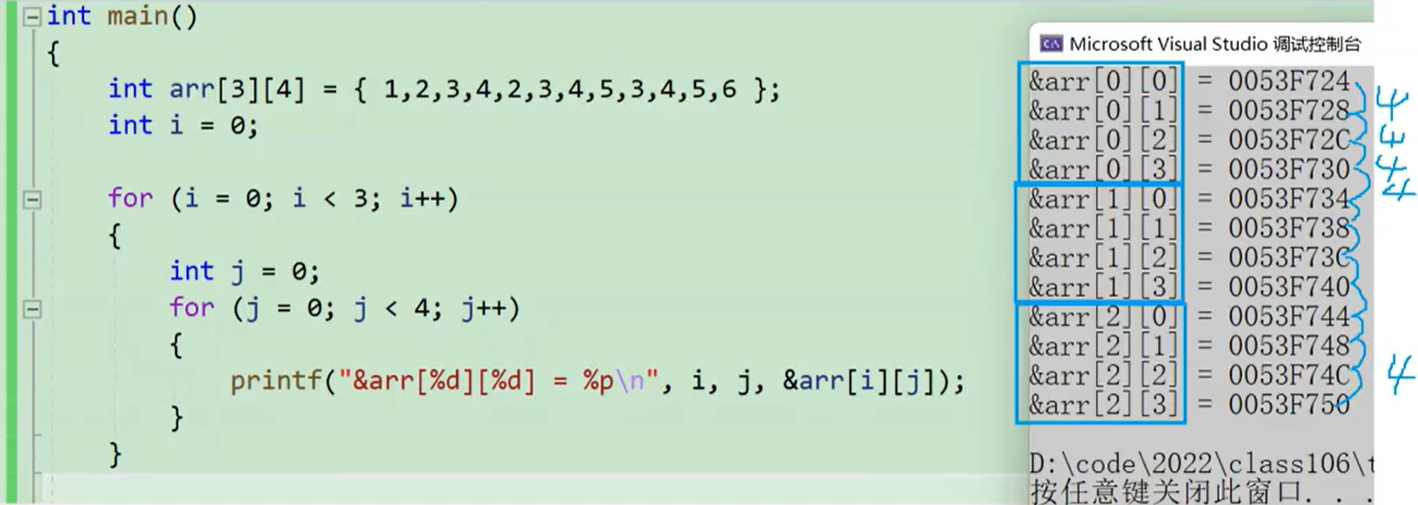 int main()
{
int arr[3][4] = { 1,2,3,4,2,3,4,5,3,4,5,6 };
int i = 0;
for (i = 0; i < 3; i++)
{
int j = 0;
for (j = 0; j < 4; j++)
{
printf("&arr[%d][%d] = %p\n", i, j, &arr[i][j]);
}
}
C:\ Microsoft Visual Studio 调试控制台
&arr[0][0] = 0053F724
&arr[0][1] = 0053F728
&arr[0][2] = 0053F72C
&arr[0][3] = 0053F730
&arr[1][0] = 0053F734
&arr[1][1] = 0053F738
&arr[1][2] = 0053F73C
&arr[1][3] = 0053F740
&arr[2][0] = 0053F744
&arr[2][1] = 0053F748
&arr[2][2] = 0053F74C
&arr[2][3] = 0053F750
D:\code\2022\class106\t
按任意键关闭此窗口. . .
4
4
4
4
4